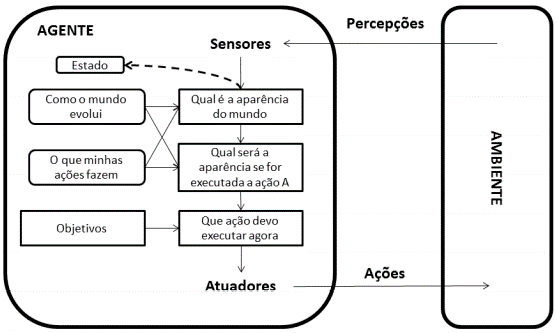 AGENTE
Percepções
Sensores
Estado
Como o mundo
evolui
Qual é a aparência
do mundo
O que minhas
ações fazem
Qual será a
aparência se for
executada a ação A
Objetivos
Que ação devo
executar agora
Atuadores
Ações
AMBIENTE